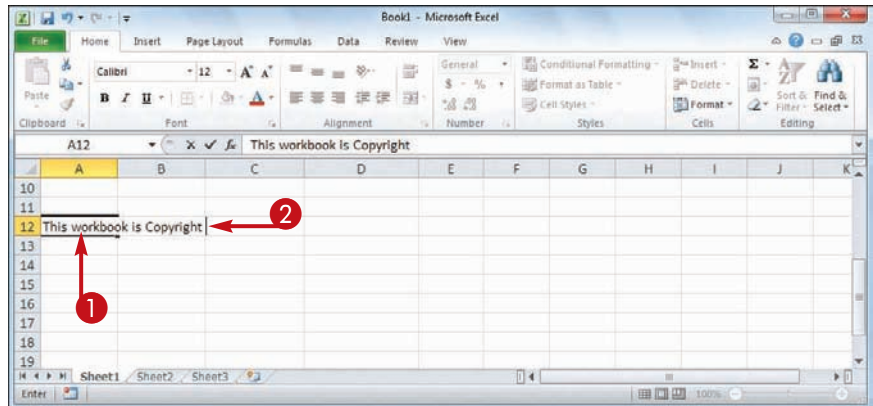 Book1 - Microsoft Excel
File Home Insert Page Layout Formulas Data Review View
Calibri 12 A A General Conditional Formatting Insert Σ
Paste B I U A $ % , Format as Table Delete Sort & Find &
Cell Styles Format Filter Select
Clipboard Font Alignment Number Styles Cells Editing
A12 fx This workbook is Copyright
A B C D E F G H I J K
10
11
12 This workbook is Copyright 2
13
14
15
16 1
17
18
19
Sheet1 Sheet2 Sheet3
Enter 100%